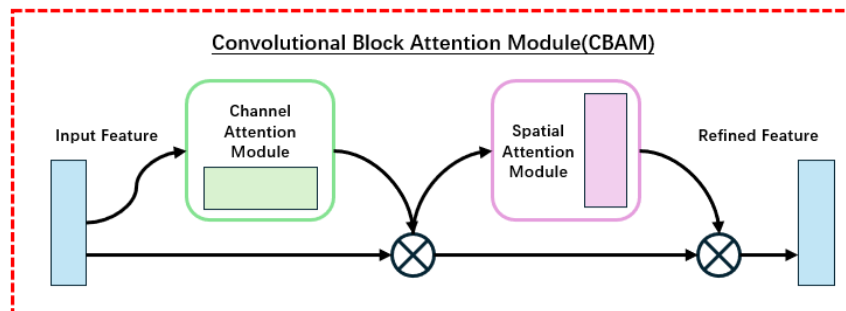 Convolutional Block Attention Module(CBAM)
Input Feature
Channel
Attention
Module
Spatial
Attention
Module
Refined Feature